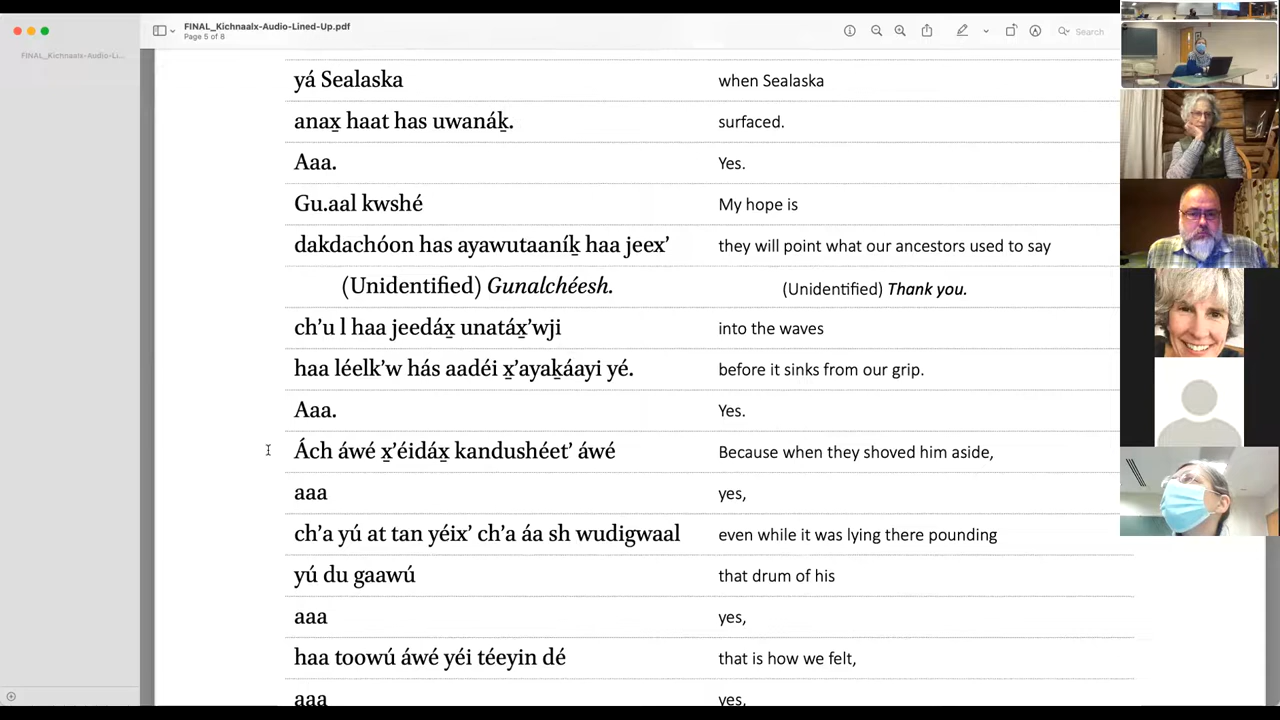 FINAL_Kichnaalx-Audio-Lined-Up.pdf
Page 5 of 8
Search
FINAL_Kichnaalx-Audio-Li...
yá Sealaska when Sealaska
anax̱ haat has uwanáḵ. surfaced.
Aaa. Yes.
Gu.aal kwshé My hope is
dakdachóon has ayawutaaníḵ haa jeex’ they will point what our ancestors used to say
(Unidentified) Gunalchéesh. (Unidentified) Thank you.
ch’u l haa jeedáx̱ unatáx̱’wji into the waves
haa léelk’w hás aadéi x̱’ayaḵáayi yé. before it sinks from our grip.
Aaa. Yes.
Ách áwé x̱’éidáx̱ kandushéet’ áwé Because when they shoved him aside,
aaa yes,
ch’a yú at tan yéix’ ch’a áa sh wudigwaal even while it was lying there pounding
yú du gaawú that drum of his
aaa yes,
haa toowú áwé yéi téeyin dé that is how we felt,
aaa yes,